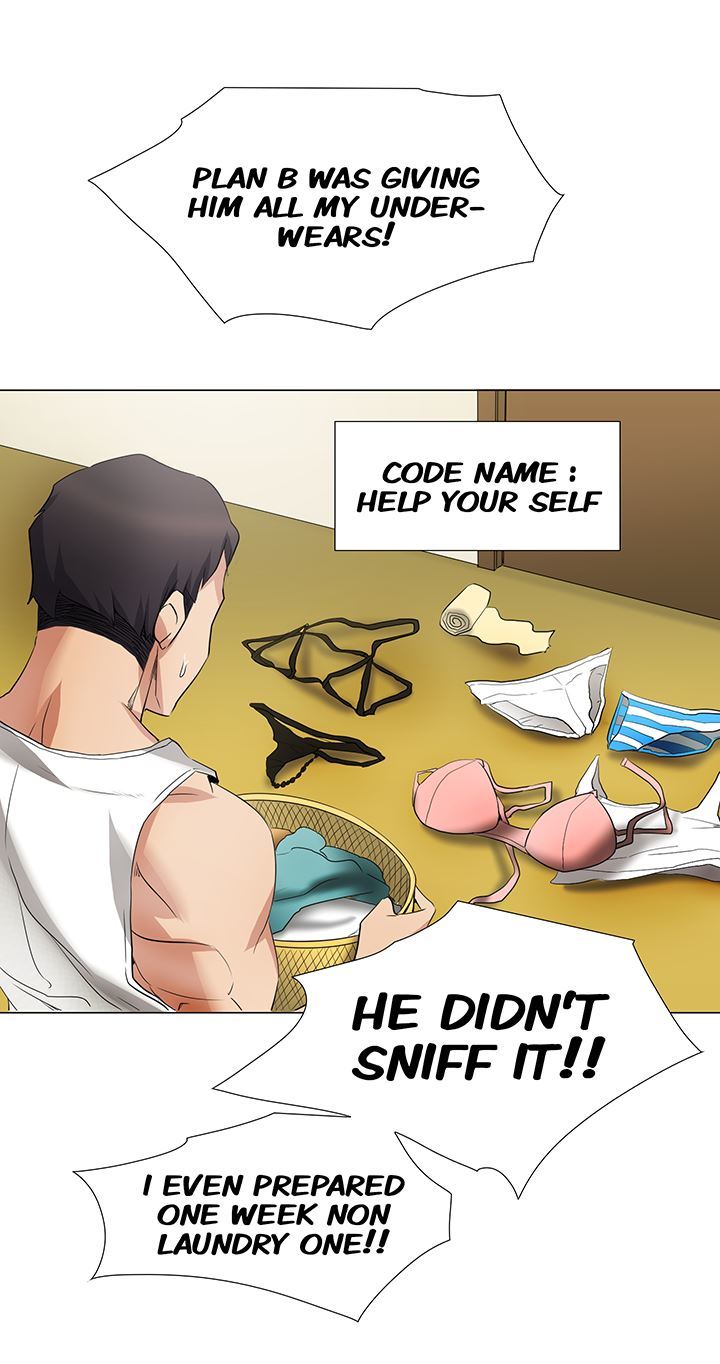 PLAN B WAS GIVING
HIM ALL MY UNDER-
WEARS!
CODE NAME :
HELP YOUR SELF
HE DIDN'T
SNIFF IT!!
I EVEN PREPARED
ONE WEEK NON
LAUNDRY ONE!!